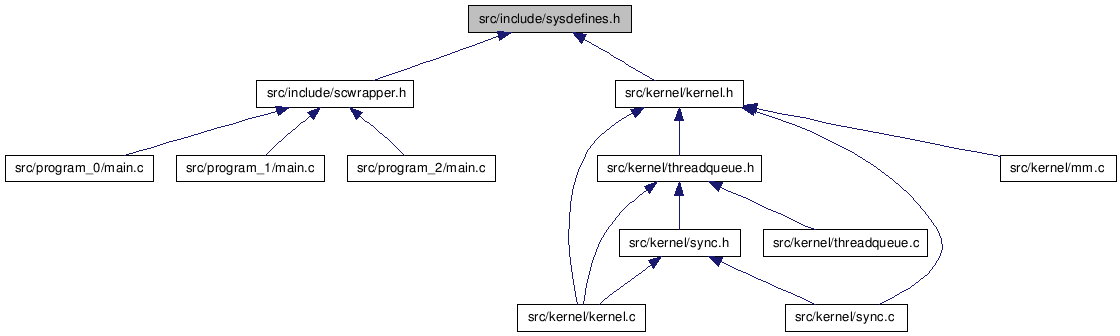 src/include/sysdefines.h
src/include/scwrapper.h
src/kernel/kernel.h
src/program_0/main.c
src/program_1/main.c
src/program_2/main.c
src/kernel/threadqueue.h
src/kernel/mm.c
src/kernel/sync.h
src/kernel/threadqueue.c
src/kernel/kernel.c
src/kernel/sync.c